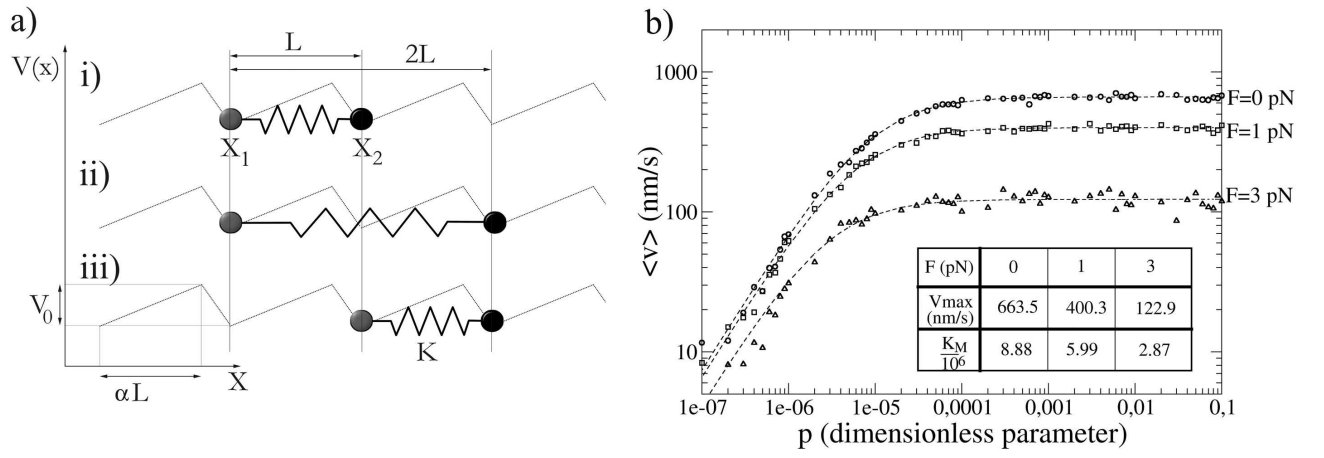 a)
V(x)
L
2L
i)
X1
X2
ii)
iii)
V0
K
αL
X
b)
1000
100
10
<v> (nm/s)
F=0 pN
F=1 pN
F=3 pN
F (pN) 0 1 3
Vmax (nm/s) 663.5 400.3 122.9
KM/10^6 8.88 5.99 2.87
1e-07 1e-06 1e-05 0,0001 0,001 0,01 0,1
p (dimensionless parameter)